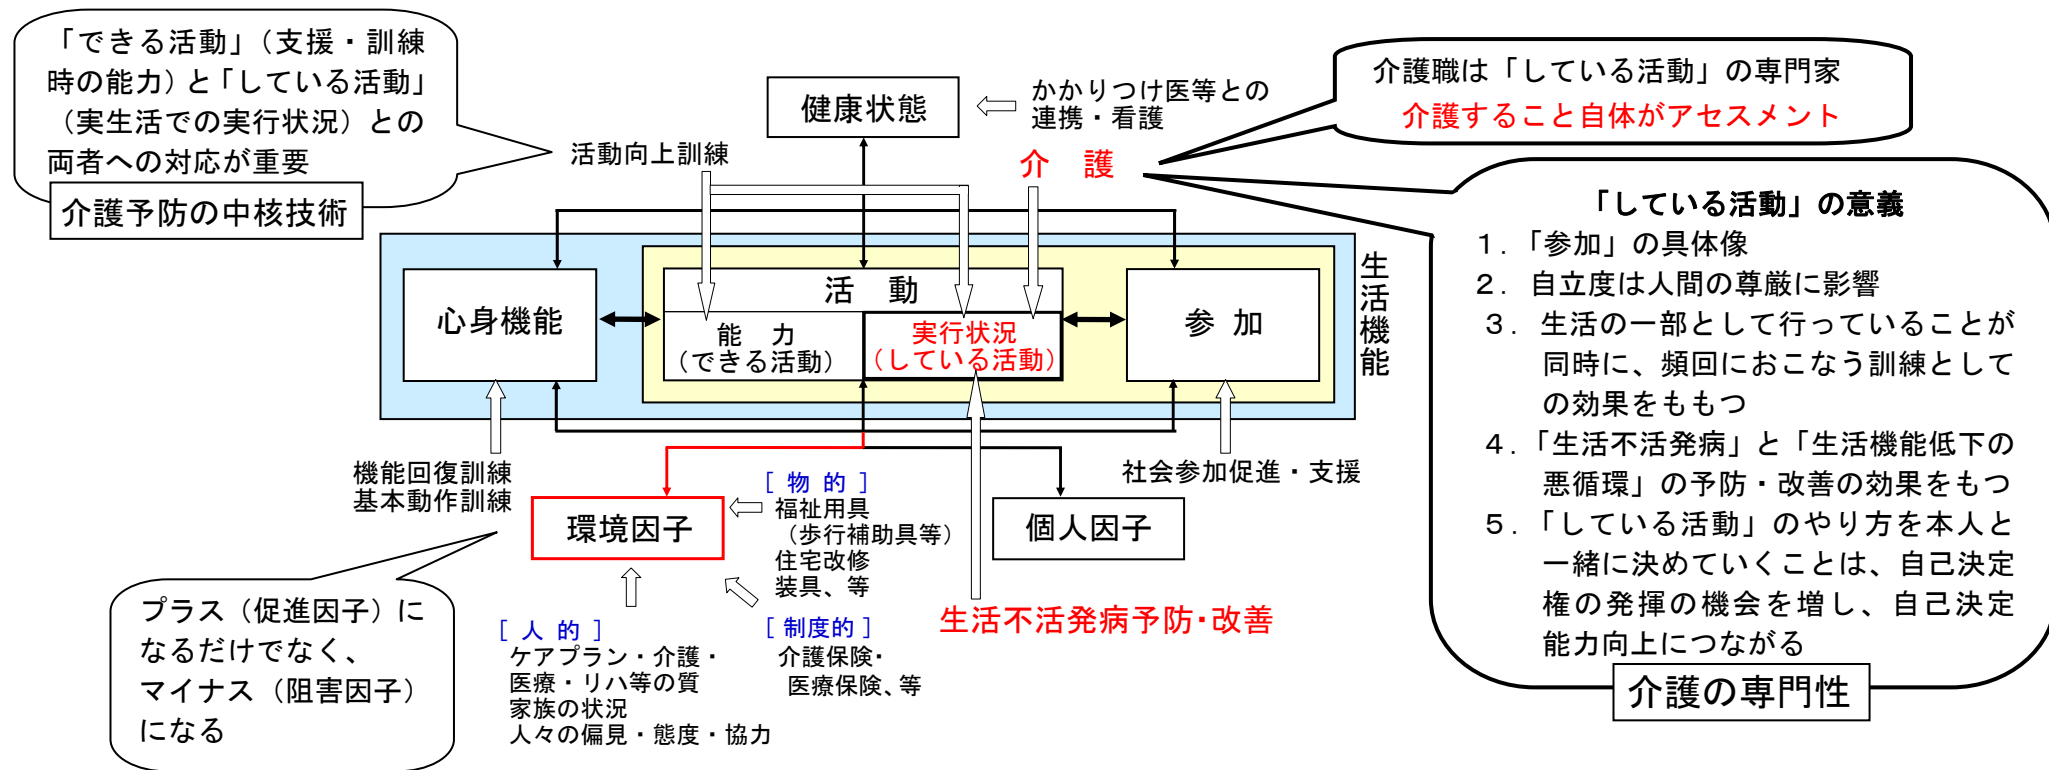 「できる活動」（支援・訓練
時の能力）と「している活動」
（実生活での実行状況）との
両者への対応が重要
介護予防の中核技術
活動向上訓練
健康状態
かかりつけ医等との
連携・看護
介　護
介護職は「している活動」の専門家
介護すること自体がアセスメント
「している活動」の意義
１．「参加」の具体像
２．自立度は人間の尊厳に影響
３．生活の一部として行っていることが
同時に、頻回におこなう訓練として
の効果をももつ
４．「生活不活発病」と「生活機能低下の
悪循環」の予防・改善の効果をもつ
５．「している活動」のやり方を本人と
一緒に決めていくことは、自己決定
権の発揮の機会を増し、自己決定
能力向上につながる
介護の専門性
生活機能
心身機能
活　動
能　力
（できる活動）
実行状況
（している活動）
参 加
機能回復訓練
基本動作訓練
社会参加促進・支援
環境因子
個人因子
［ 物 的 ］
福祉用具
（歩行補助具等）
住宅改修
装具、等
［ 人 的 ］
ケアプラン・介護・
医療・リハ等の質
家族の状況
人々の偏見・態度・協力
［ 制度的 ］
介護保険・
医療保険、等
生活不活発病予防・改善
プラス（促進因子）に
なるだけでなく、
マイナス（阻害因子）
になる